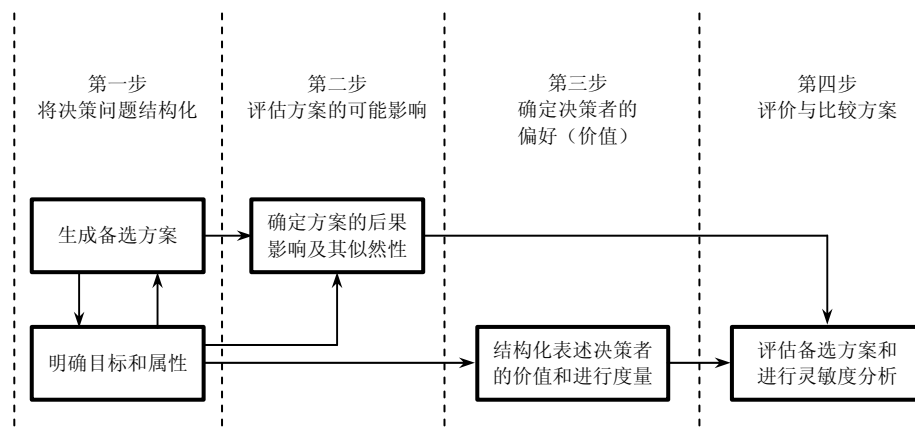 第一步
将决策问题结构化
第二步
评估方案的可能影响
第三步
确定决策者的
偏好（价值）
第四步
评价与比较方案
生成备选方案
确定方案的后果
影响及其似然性
明确目标和属性
结构化表述决策者
的价值和进行度量
评估备选方案和
进行灵敏度分析